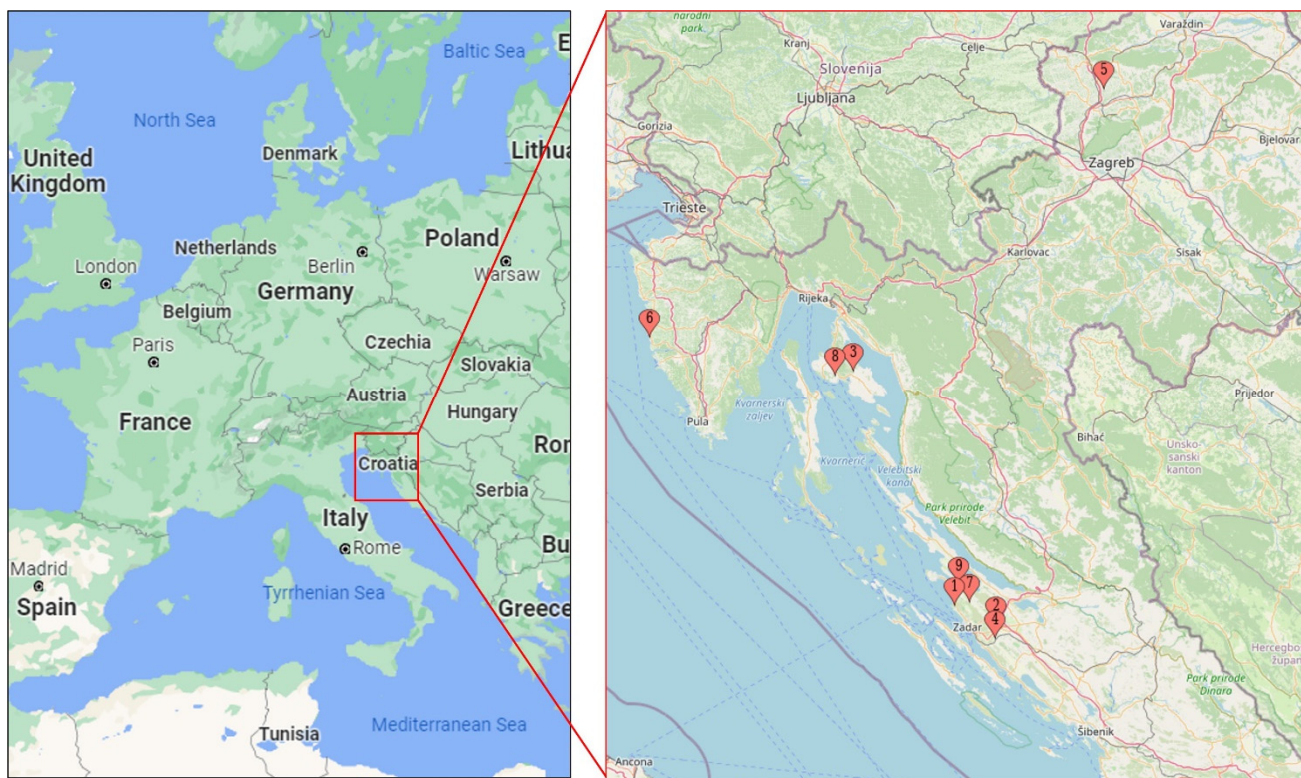 Baltic Sea
E
North Sea
Denmark
Lithua
United
Kingdom
Netherlands
Poland
London
Berlin
Warsaw
Germany
Belgium
Paris
Czechia
Slovakia
Austria
France
Hungary
Ron
Croatia
Serbia
Italy
Bu
Rome
Madrid
Tyrrhenian Sea
Spain
Greece
Mediterranean Sea
Tunisia
narodni
park
Varaždin
Kranj
Celje
Slovenija
5
Ljubljana
Gorizia
Bjelovar
Zagreb
Trieste
Karlovac
Sisak
Rijeka
6
8
3
Prijedor
Kvarnerski
zaljev
Pula
Bihać
Unsko-
sanski
kanton
Kvarnerić
Velebitski
kanal
Park prirode
Velebit
9
1
7
2
4
Zadar
Hercegbo
župan
Park prirode
Dinara
Šibenik
Ancona